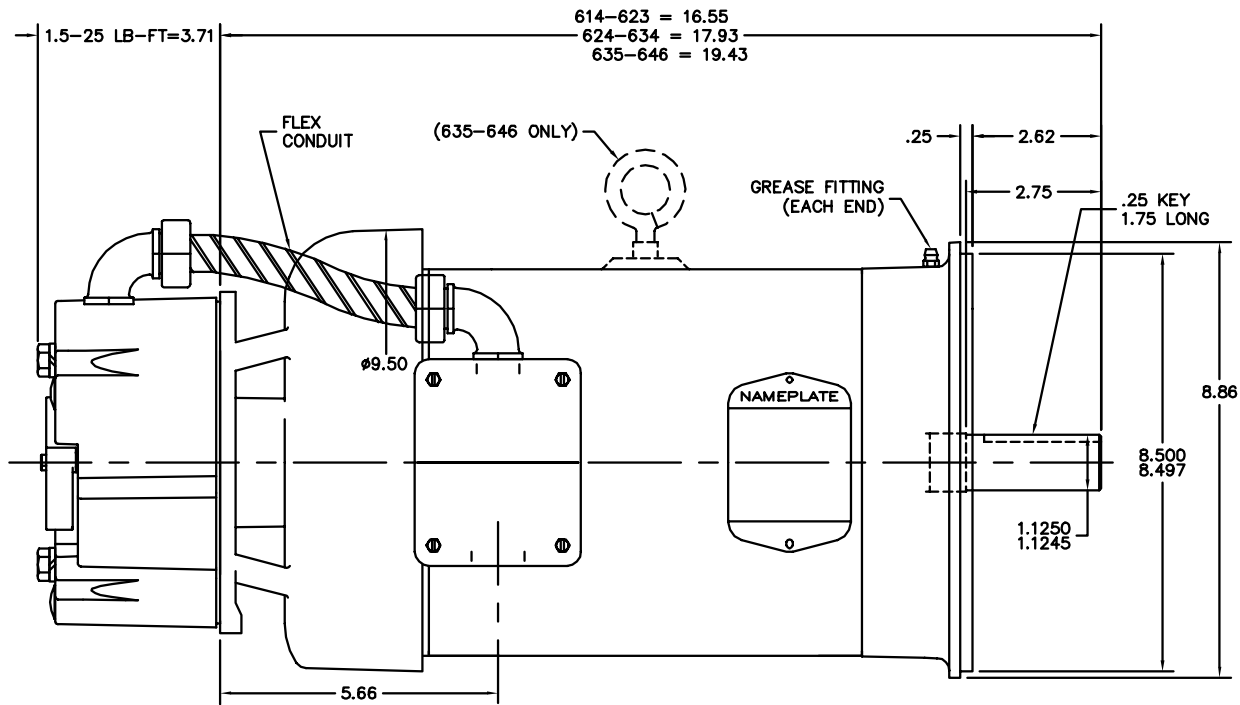 614-623 = 16.55
1.5-25 LB-FT=3.71
624-634 = 17.93
635-646 = 19.43
FLEX
CONDUIT
(635-646 ONLY)
.25
2.62
GREASE FITTING
(EACH END)
2.75
.25 KEY
1.75 LONG
ø9.50
NAMEPLATE
8.86
8.500
8.497
1.1250
1.1245
5.66